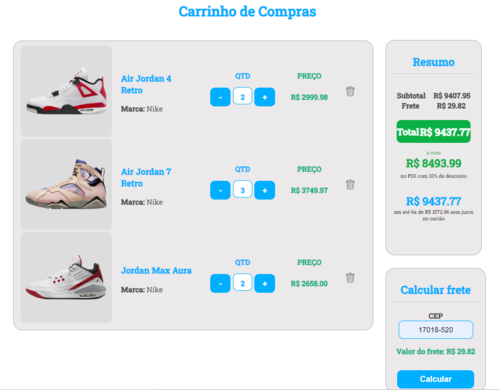 Carrinho de Compras
Air Jordan 4
Retro
Marca: Nike
QTD
- 2 +
PREÇO
R$ 2999.98
Air Jordan 7
Retro
Marca: Nike
QTD
- 3 +
PREÇO
R$ 3749.97
Jordan Max Aura
Marca: Nike
QTD
- 2 +
PREÇO
R$ 2658.00
Resumo
Subtotal R$ 9407.95
Frete R$ 29.82
Total R$ 9437.77
à vista
R$ 8493.99
no PIX com 10% de desconto
R$ 9437.77
em até 6x de R$ 1572.96 sem juros
no cartão
Calcular frete
CEP
17018-520
Valor do frete: R$ 29.82
Calcular